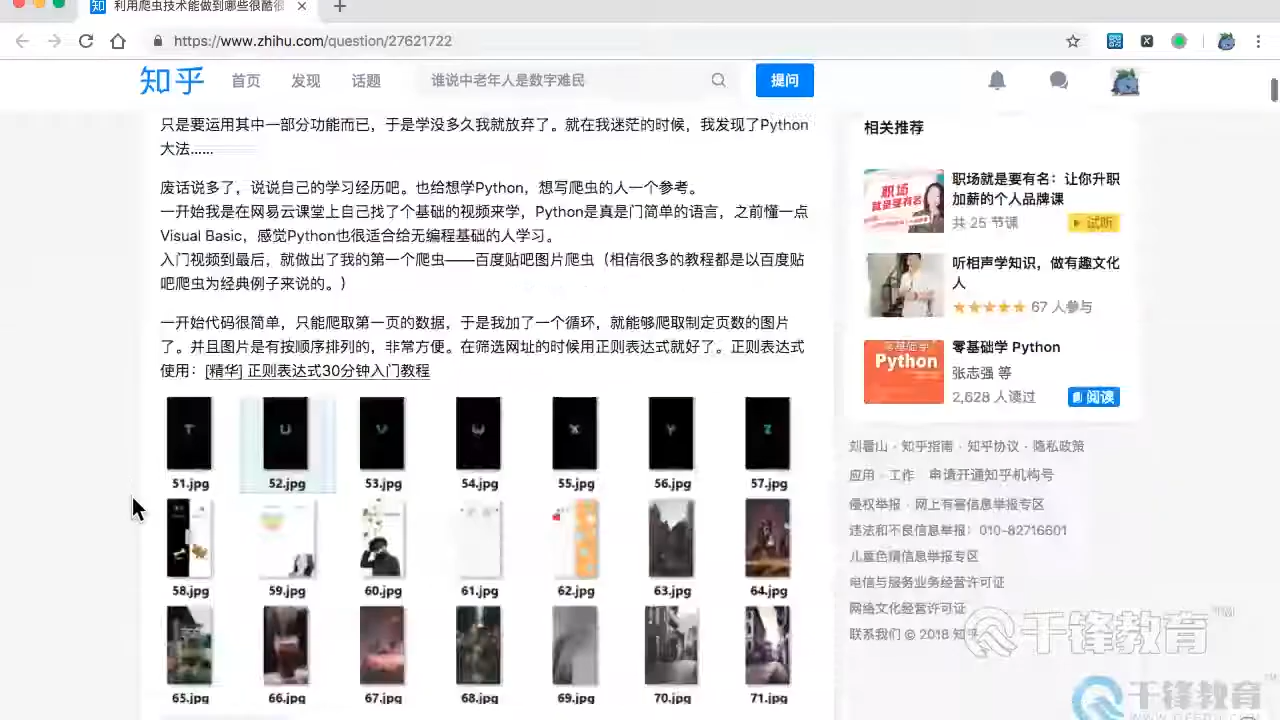 利用爬虫技术能做到哪些很酷很
https://www.zhihu.com/question/27621722
知乎 首页 发现 话题 谁说中老年人是数字难民 提问
只是要运用其中一部分功能而已，于是学没多久我就放弃了。就在我迷茫的时候，我发现了Python
大法......
废话说多了，说说自己的学习经历吧。也给想学Python，想写爬虫的人一个参考。
一开始我是在网易云课堂上自己找了个基础的视频来学，Python是真是门简单的语言，之前懂一点
Visual Basic，感觉Python也很适合给无编程基础的人学习。
入门视频到最后，就做出了我的第一个爬虫——百度贴吧图片爬虫（相信很多的教程都是以百度贴
吧爬虫为经典例子来说的。）
一开始代码很简单，只能爬取第一页的数据，于是我加了一个循环，就能够爬取制定页数的图片
了。并且图片是有按顺序排列的，非常方便。在筛选网址的时候用正则表达式就好了。正则表达式
使用：[精华] 正则表达式30分钟入门教程
T U V W X Y Z
51.jpg 52.jpg 53.jpg 54.jpg 55.jpg 56.jpg 57.jpg
58.jpg 59.jpg 60.jpg 61.jpg 62.jpg 63.jpg 64.jpg
65.jpg 66.jpg 67.jpg 68.jpg 69.jpg 70.jpg 71.jpg
相关推荐
职场
就是要有名
职场就是要有名：让你升职
加薪的个人品牌课
共 25 节课 试听
听相声学知识，做有趣文化
人
67 人参与
零基础学
Python
零基础学 Python
张志强 等
2,628 人读过 阅读
刘看山 · 知乎指南 · 知乎协议 · 隐私政策
应用 · 工作 · 申请开通知乎机构号
侵权举报 · 网上有害信息举报专区
违法和不良信息举报：010-82716601
儿童色情信息举报专区
电信与服务业务经营许可证
网络文化经营许可证
联系我们 © 2018 知乎
千锋教育™
千锋教育™